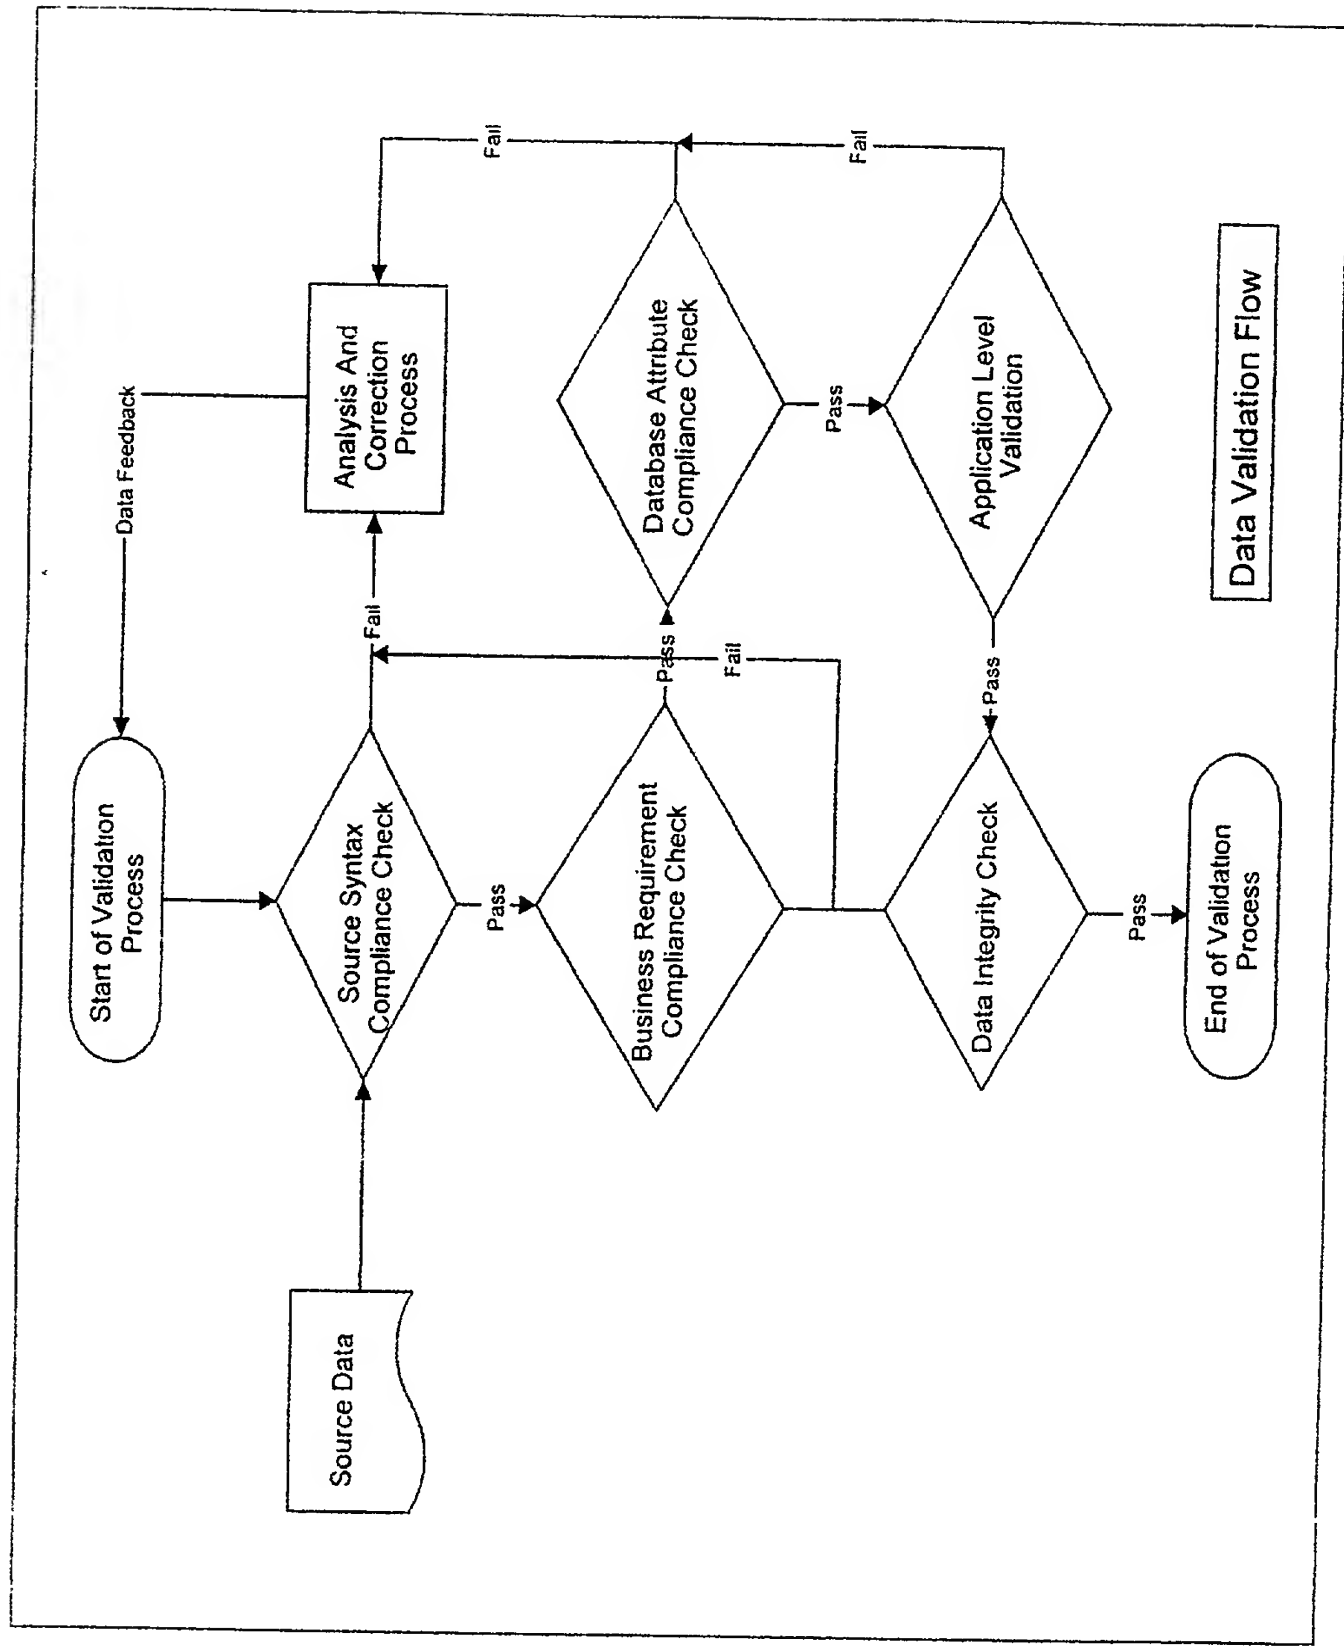 Start of Validation
Process
Data Feedback
Source Data
Source Syntax
Compliance Check
Fail
Analysis And
Correction
Process
Fail
Pass
Business Requirement
Compliance Check
Pass
Fail
Database Attribute
Compliance Check
Pass
Fail
Data Integrity Check
Pass
Application Level
Validation
Pass
End of Validation
Process
Data Validation Flow